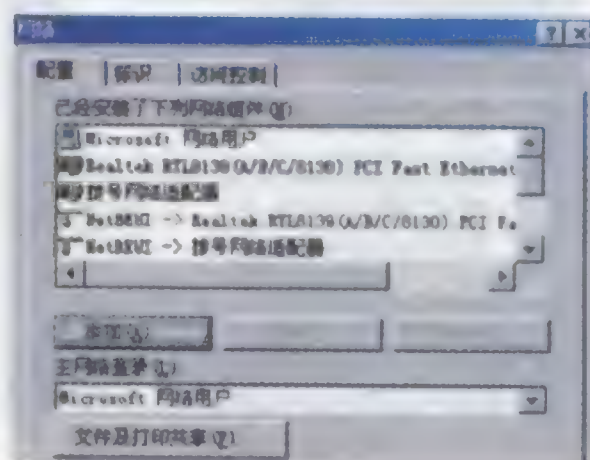 网络
配置 标识 访问控制
已经安装了下列网络组件(N):
Microsoft 网络用户
Realtek RTL8139(A/B/C/8130) PCI Fast Ethernet
拨号网络适配器
NetBEUI -> Realtek RTL8139(A/B/C/8130) PCI Fa
NetBEUI -> 拨号网络适配器
添加(A)
主网络登录(L):
Microsoft 网络用户
文件及打印共享(F)